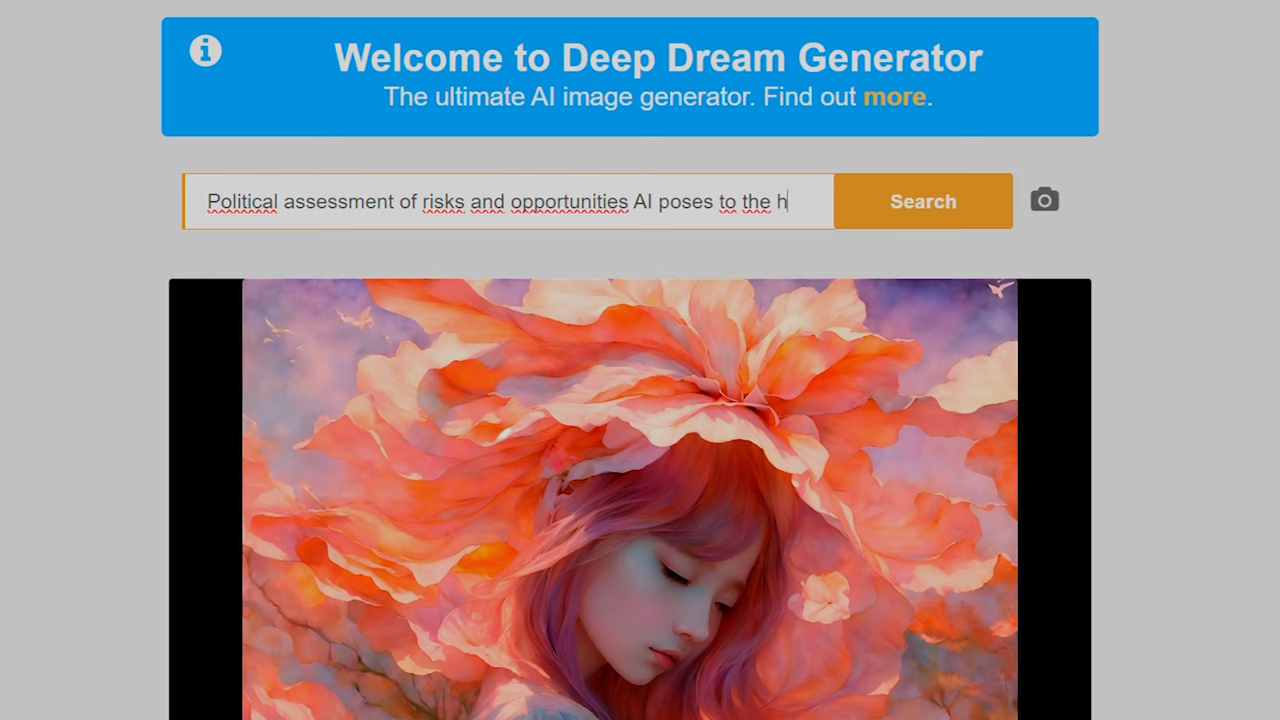 Welcome to Deep Dream Generator
The ultimate AI image generator. Find out more.
Political assessment of risks and opportunities AI poses to the h
Search